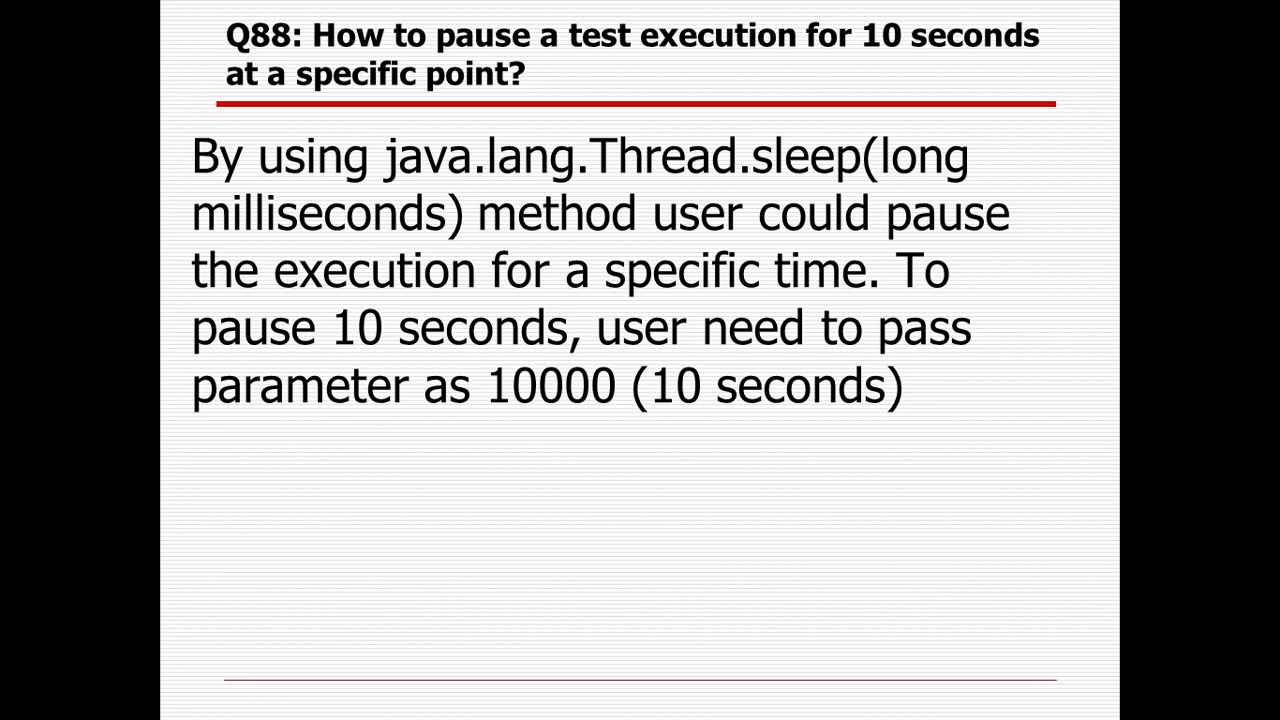 Q88: How to pause a test execution for 10 seconds
at a specific point?
By using java.lang.Thread.sleep(long
milliseconds) method user could pause
the execution for a specific time. To
pause 10 seconds, user need to pass
parameter as 10000 (10 seconds)